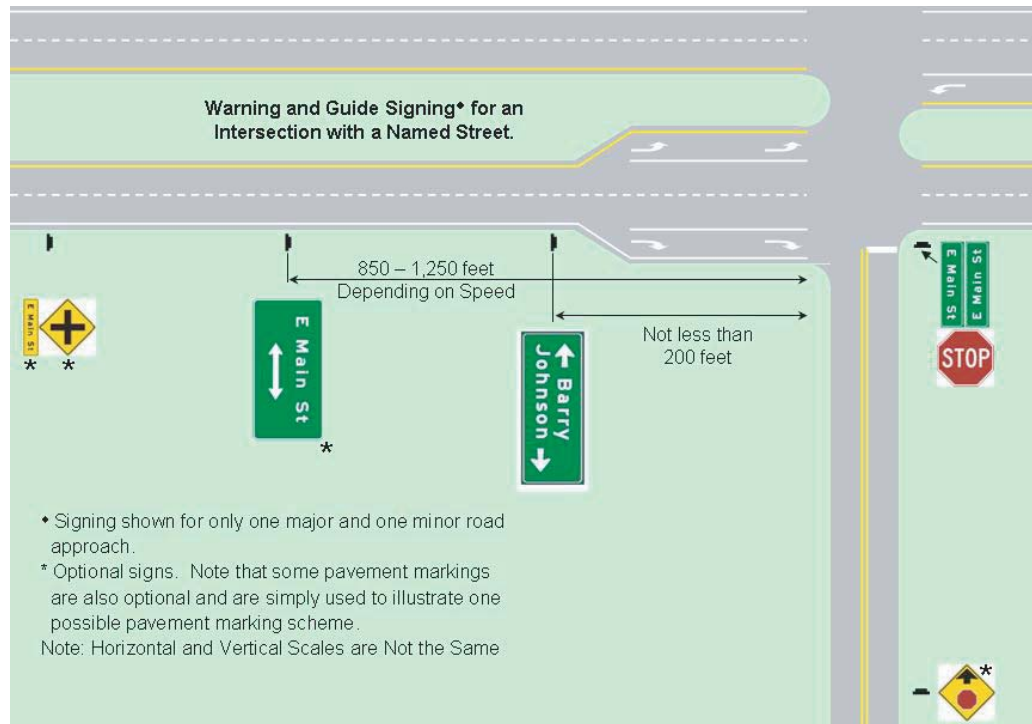 Warning and Guide Signing♦ for an
Intersection with a Named Street.
850 – 1,250 feet
Depending on Speed
Not less than
200 feet
E Main St
*
*
E Main St
*
Barry
Johnson
E Main St
E Main St
STOP
♦ Signing shown for only one major and one minor road
approach.
* Optional signs. Note that some pavement markings
are also optional and are simply used to illustrate one
possible pavement marking scheme.
Note: Horizontal and Vertical Scales are Not the Same
*